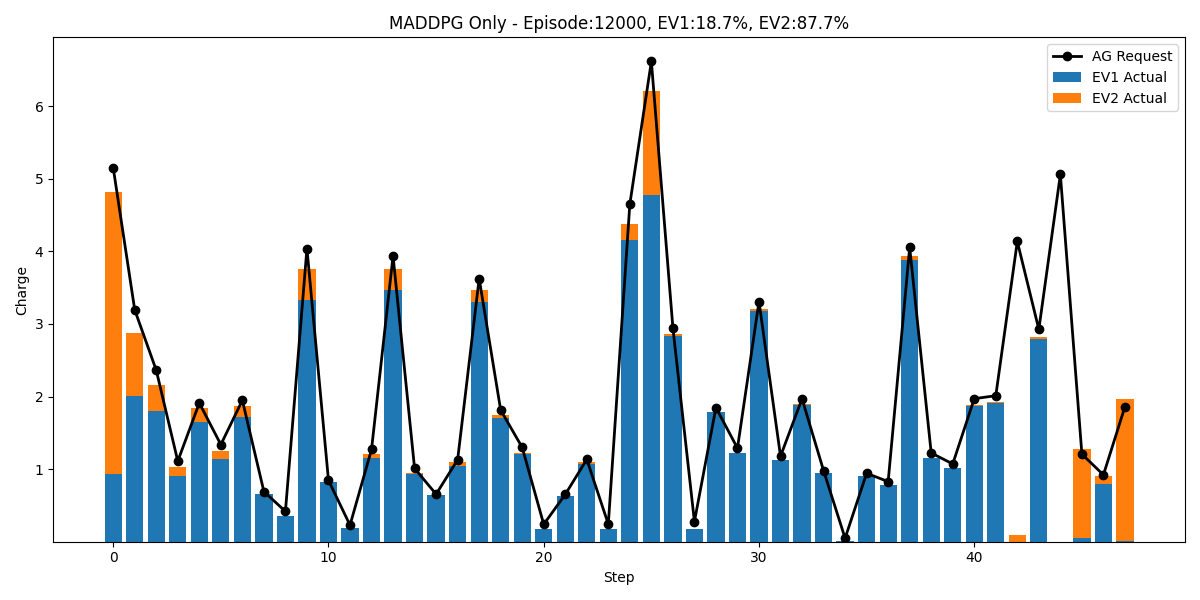 MADDPG Only - Episode:12000, EV1:18.7%, EV2:87.7%
AG Request
EV1 Actual
EV2 Actual
Charge
6
5
4
3
2
1
0
10
20
30
40
Step